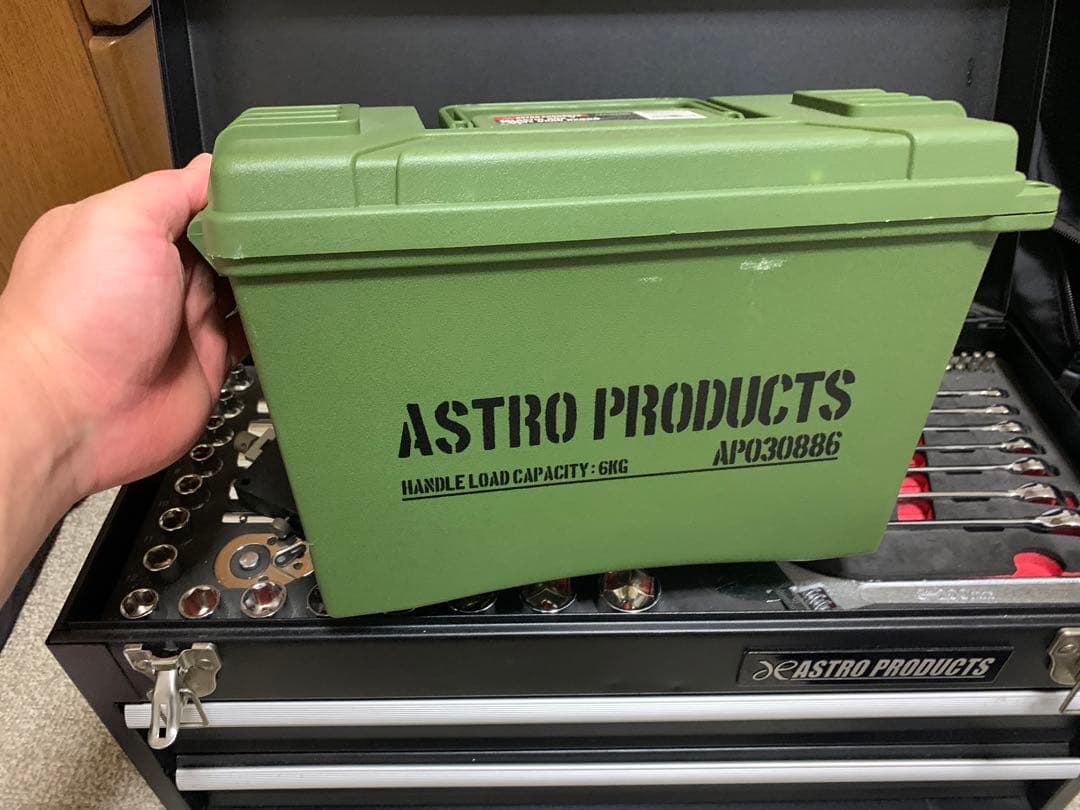 ASTRO PRODUCTS
AP030886
HANDLE LOAD CAPACITY : 6KG
ASTRO PRODUCTS